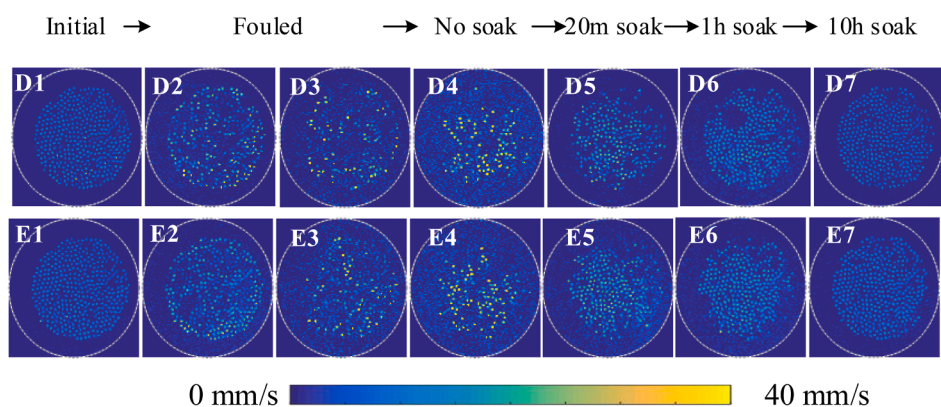 Initial → Fouled → No soak → 20m soak → 1h soak → 10h soak
D1 D2 D3 D4 D5 D6 D7
E1 E2 E3 E4 E5 E6 E7
0 mm/s 40 mm/s